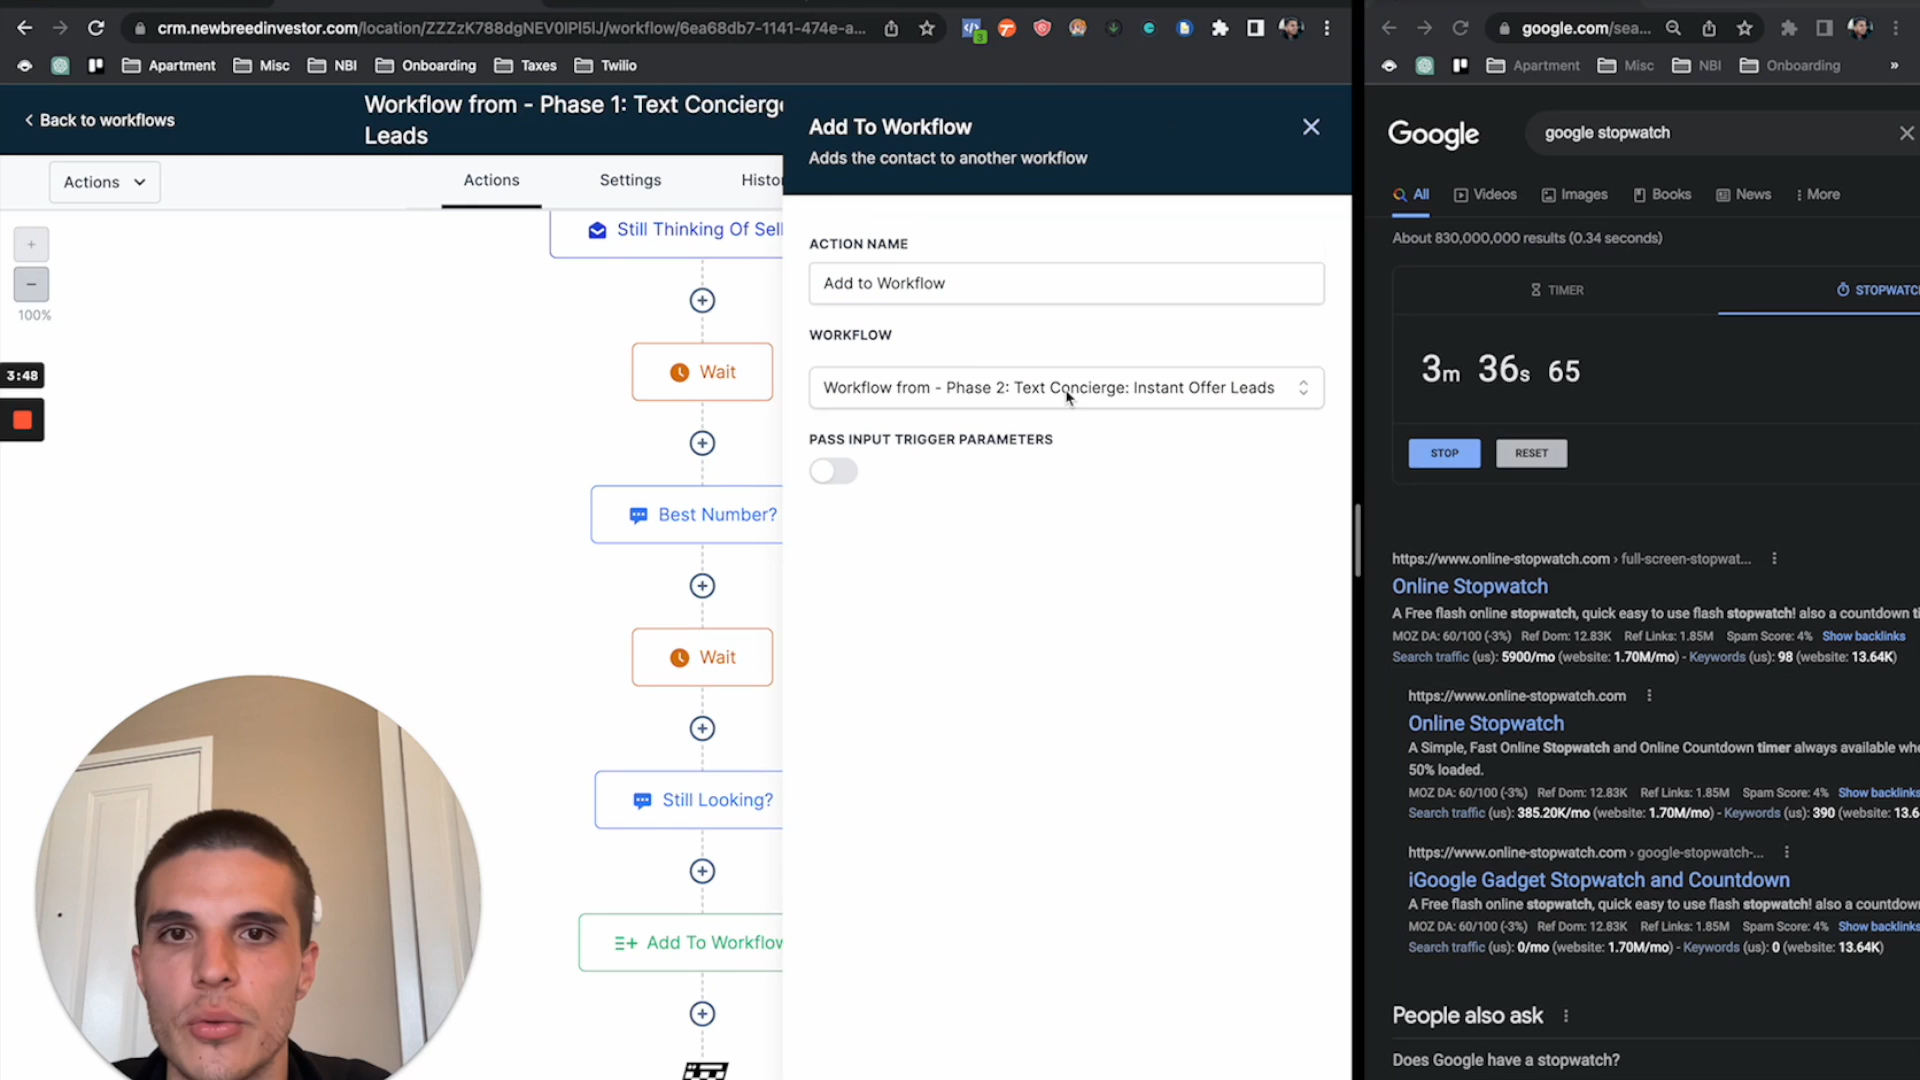 crm.newbreedinvestor.com/location/ZZZzK788dgNEV0IPl5lJ/workflow/6ea68db7-1141-474e-a...
3
Apartment
Misc
NBI
Onboarding
Taxes
Twilio
Back to workflows
Workflow from - Phase 1: Text Concierge
Leads
Actions
Actions
Settings
Histor
100%
3:48
Still Thinking Of Sell
Wait
Best Number?
Wait
Still Looking?
Add To Workflow
Add To Workflow
Adds the contact to another workflow
ACTION NAME
Add to Workflow
WORKFLOW
Workflow from - Phase 2: Text Concierge: Instant Offer Leads
PASS INPUT TRIGGER PARAMETERS
google.com/sea...
Apartment
Misc
NBI
Onboarding
»
Google
google stopwatch
All
Videos
Images
Books
News
More
About 830,000,000 results (0.34 seconds)
TIMER
STOPWATC
3m 36s 65
STOP
RESET
https://www.online-stopwatch.com › full-screen-stopwat...
Online Stopwatch
A Free flash online stopwatch, quick easy to use flash stopwatch! also a countdown ti
MOZ DA: 60/100 (-3%) Ref Dom: 12.83K Ref Links: 1.85M Spam Score: 4% Show backlinks
Search traffic (us): 5900/mo (website: 1.70M/mo) - Keywords (us): 98 (website: 13.64K)
https://www.online-stopwatch.com
Online Stopwatch
A Simple, Fast Online Stopwatch and Online Countdown timer always available whe
50% loaded.
MOZ DA: 60/100 (-3%) Ref Dom: 12.83K Ref Links: 1.85M Spam Score: 4% Show backlinks
Search traffic (us): 385.20K/mo (website: 1.70M/mo) - Keywords (us): 390 (website: 13.6
https://www.online-stopwatch.com › google-stopwatch-...
iGoogle Gadget Stopwatch and Countdown
A Free flash online stopwatch, quick easy to use flash stopwatch! also a countdown
MOZ DA: 60/100 (-3%) Ref Dom: 12.83K Ref Links: 1.85M Spam Score: 4% Show backlinks
Search traffic (us): 0/mo (website: 1.70M/mo) - Keywords (us): 0 (website: 13.64K)
People also ask
Does Google have a stopwatch?